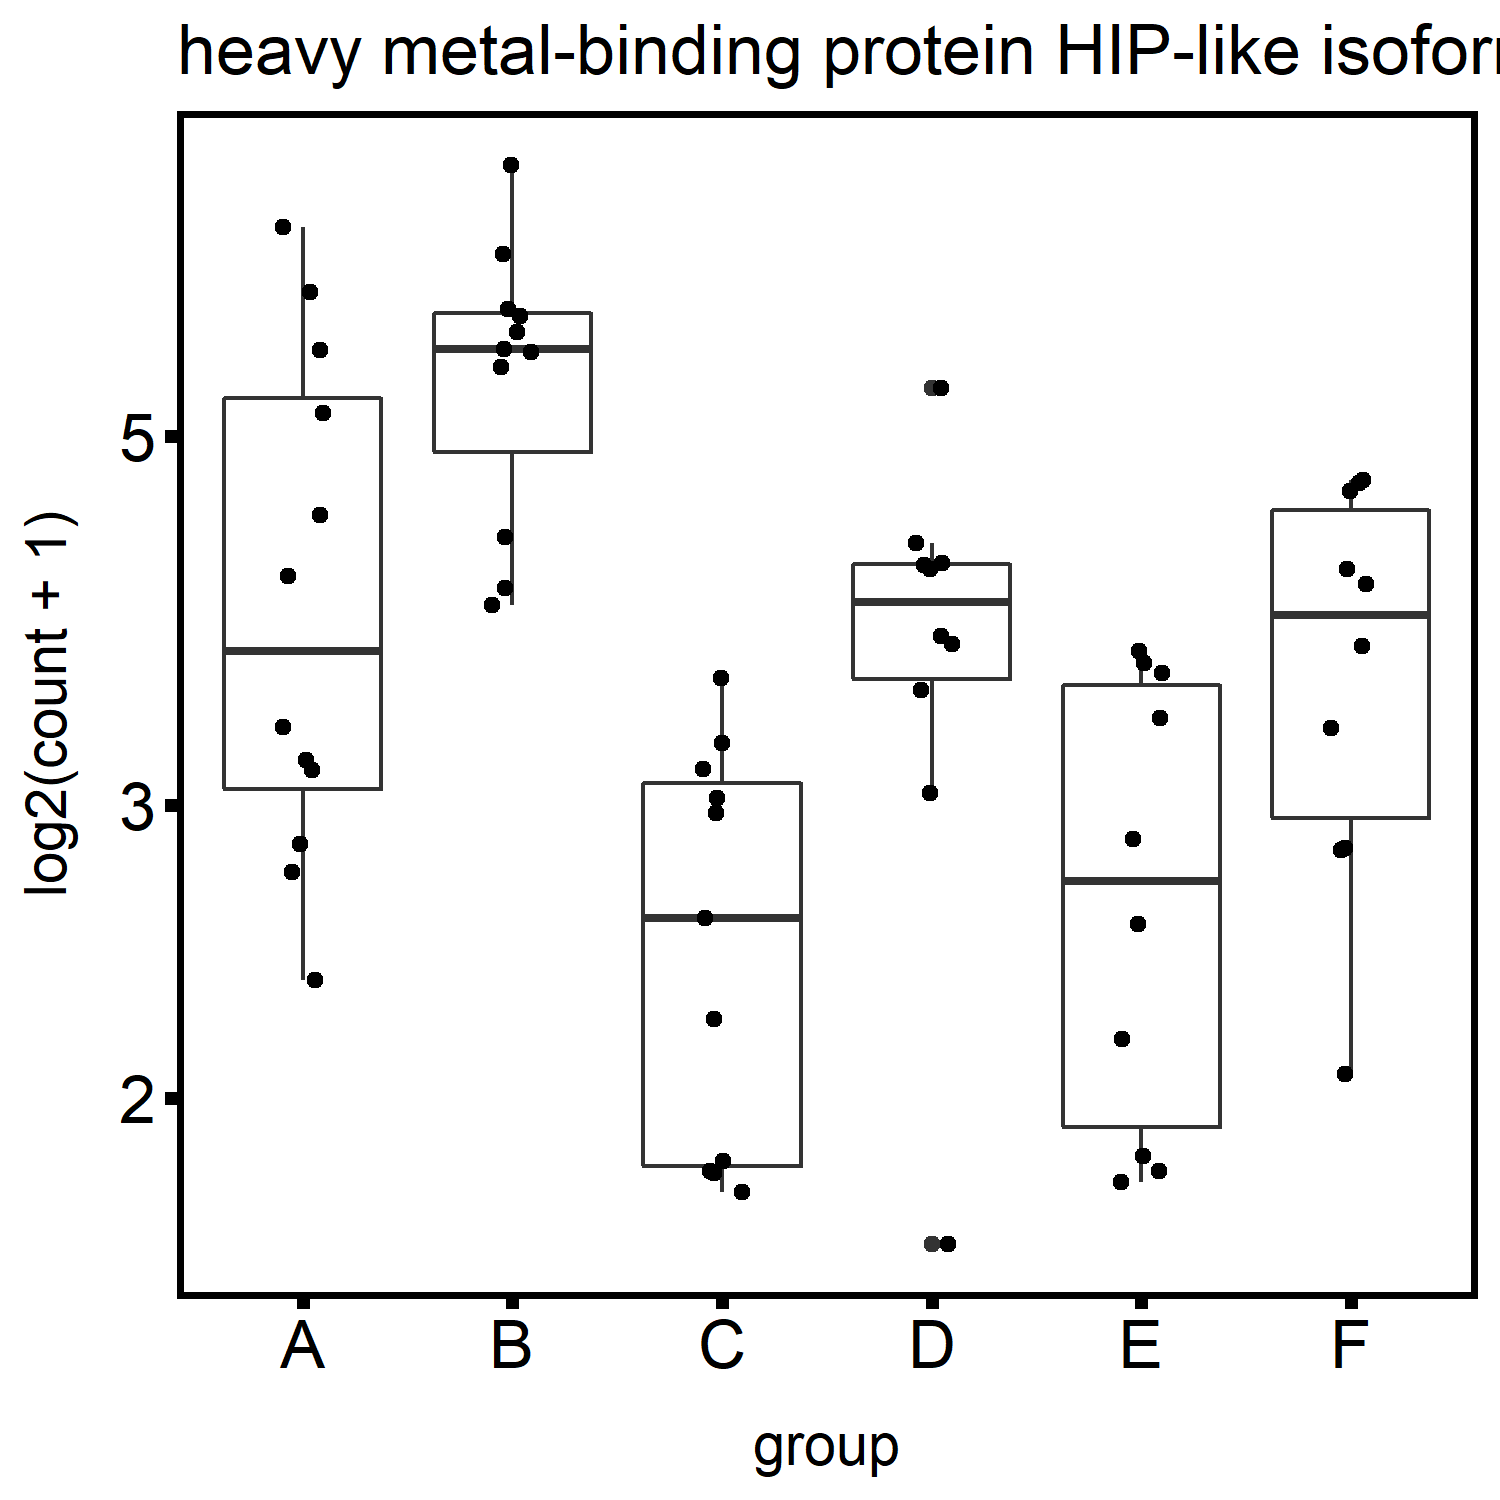 heavy metal-binding protein HIP-like isofor
log2(count + 1)
5
3
2
A B C D E F
group